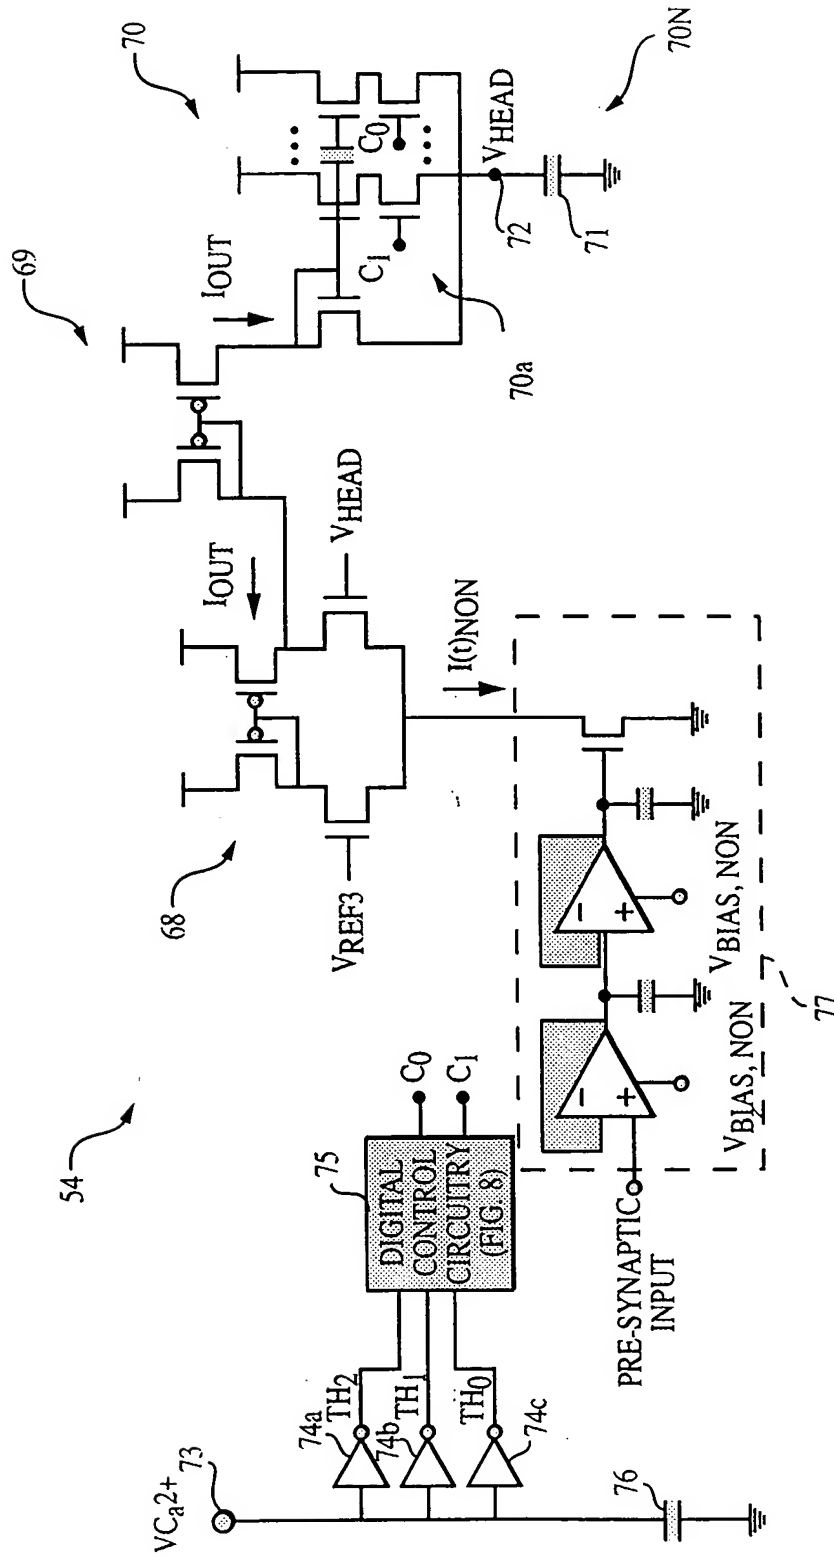 54
VCa2+
73
74a
TH2
74b
TH1
TH0
74c
76
75
DIGITAL
CONTROL
CIRCUITRY
(FIG. 8)
C0
C1
68
VREF3
IOUT
VHEAD
I(t)NON
PRE-SYNAPTIC
INPUT
−
+
VBIAS, NON
−
+
VBIAS, NON
77
69
IOUT
70
C1
C0
70a
72
VHEAD
71
70N